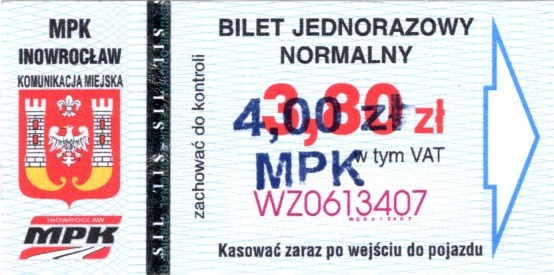 MPK
INOWROCŁAW
KOMUNIKACJA MIEJSKA
INOWROCŁAW
MPK
zachować do kontroli
BILET JEDNORAZOWY
NORMALNY
3,80 zł
4,00 zł
MPK
w tym VAT
WZ0613407
Kasować zaraz po wejściu do pojazdu